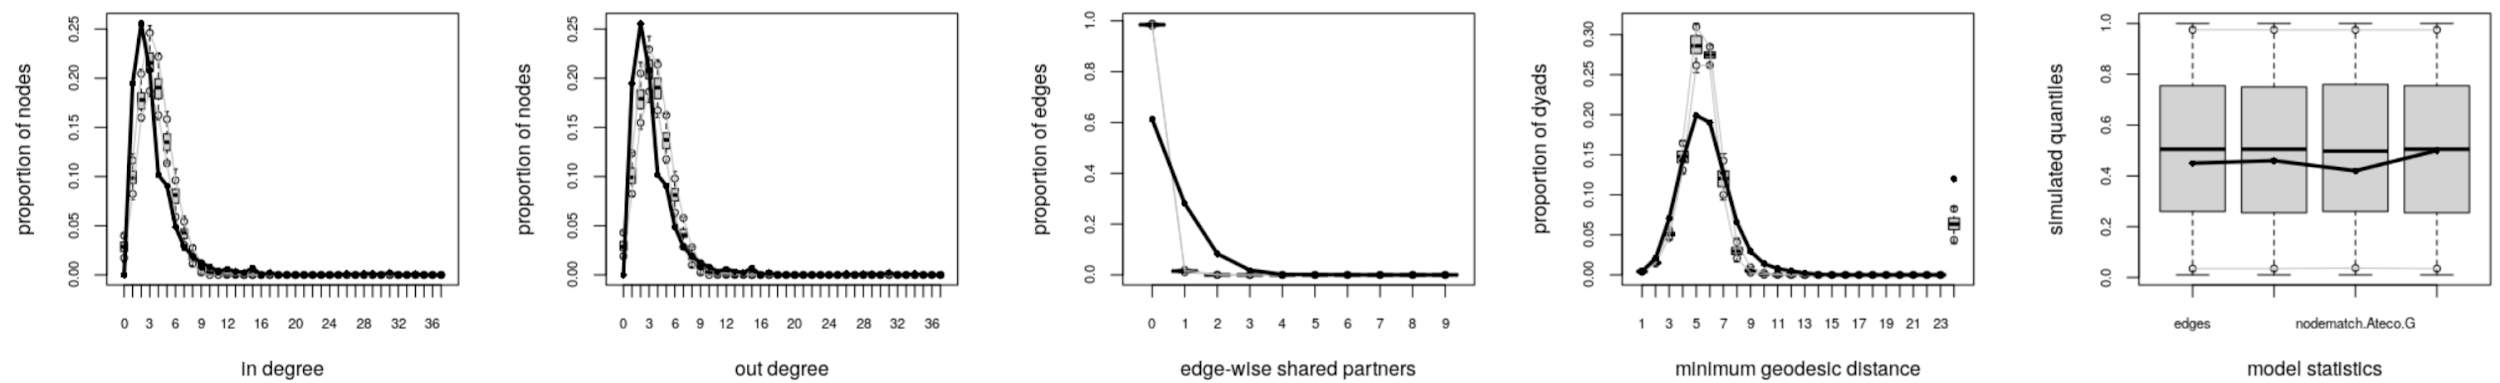 proportion of nodes
0.00 0.05 0.10 0.15 0.20 0.25
0 3 6 9 12 16 20 24 28 32 36
in degree
proportion of nodes
0.00 0.05 0.10 0.15 0.20 0.25
0 3 6 9 12 16 20 24 28 32 36
out degree
proportion of edges
0.0 0.2 0.4 0.6 0.8 1.0
0 1 2 3 4 5 6 7 8 9
edge-wise shared partners
proportion of dyads
0.00 0.05 0.10 0.15 0.20 0.25 0.30
1 3 5 7 9 11 13 15 17 19 21 23
minimum geodesic distance
simulated quantiles
0.0 0.2 0.4 0.6 0.8 1.0
edges nodematch.Ateco.G
model statistics